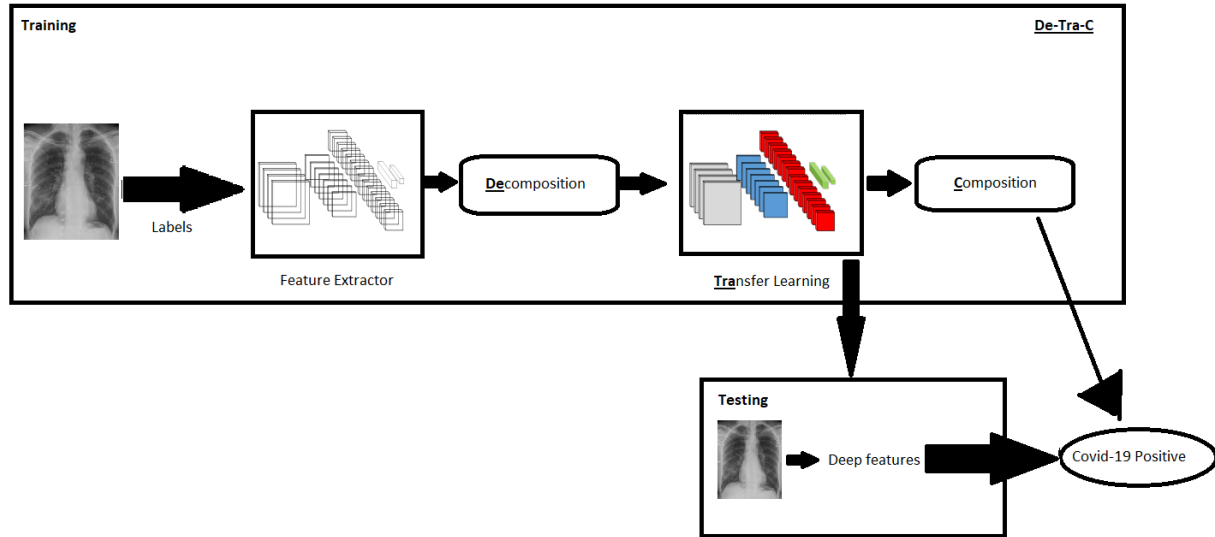 Training
De-Tra-C
Labels
Feature Extractor
Decomposition
Transfer Learning
Composition
Testing
Deep features
Covid-19 Positive